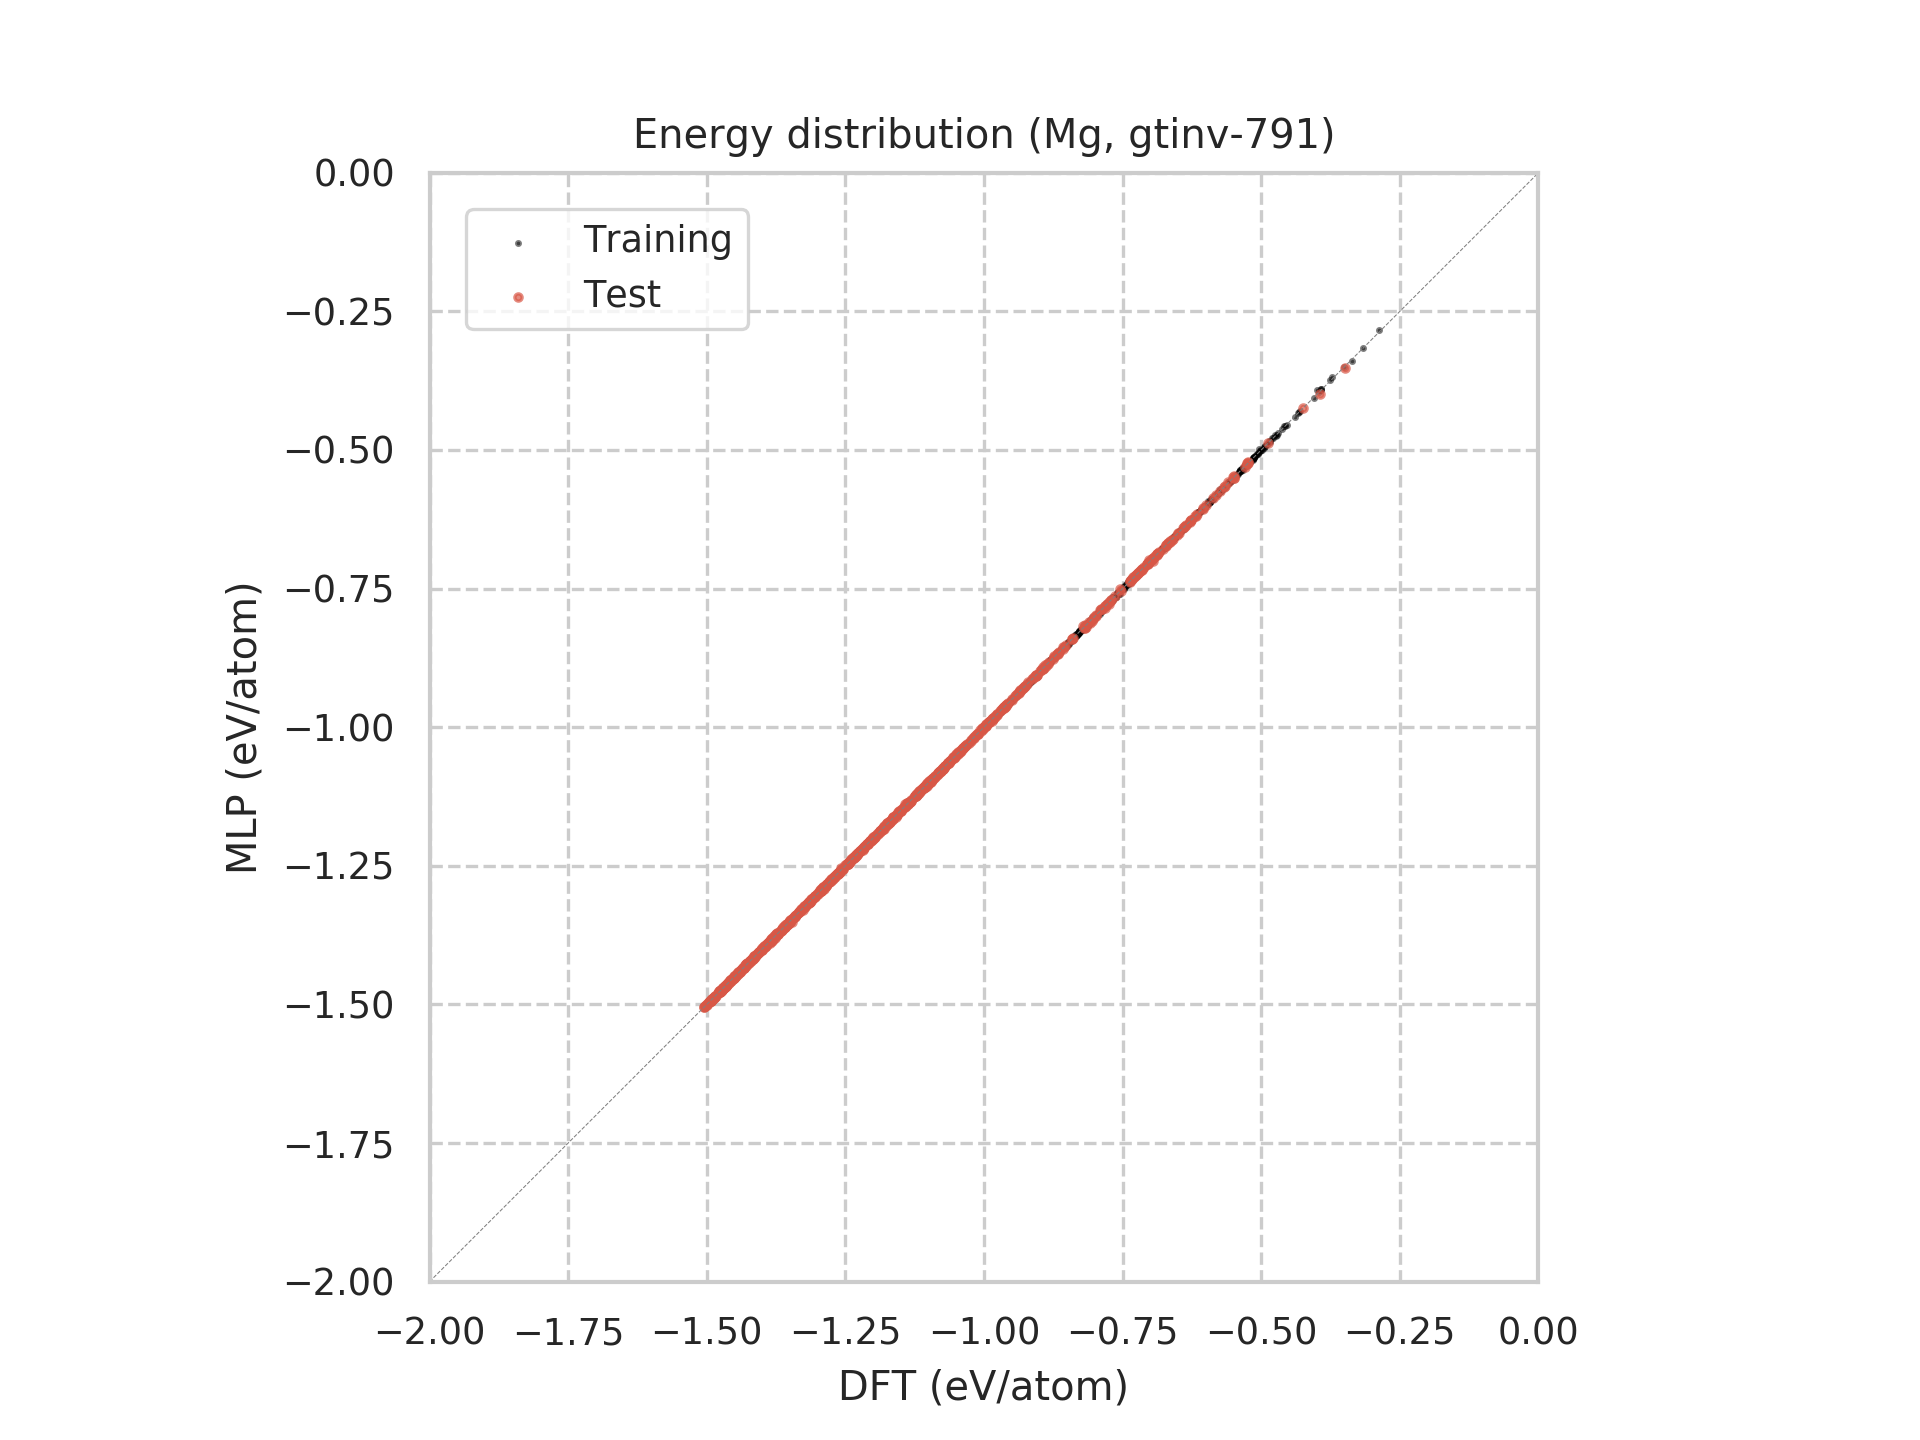 Energy distribution (Mg, gtinv-791)
0.00
−0.25
−0.50
−0.75
−1.00
−1.25
−1.50
−1.75
−2.00
MLP (eV/atom)
Training
Test
−2.00 −1.75 −1.50 −1.25 −1.00 −0.75 −0.50 −0.25 0.00
DFT (eV/atom)